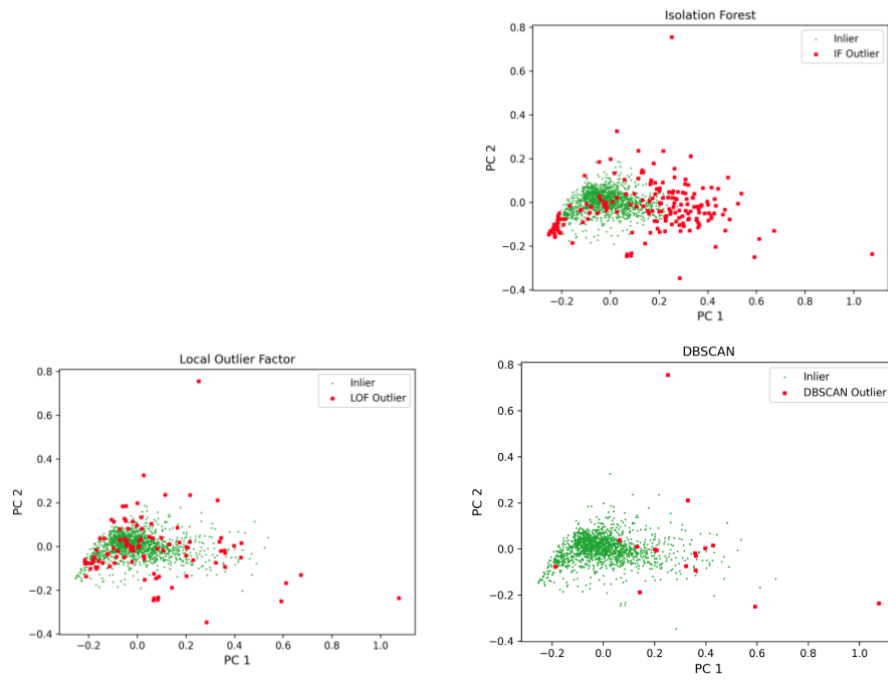 Isolation Forest
Inlier
IF Outlier
0.8
0.6
0.4
0.2
0.0
−0.2
−0.4
PC 2
−0.2 0.0 0.2 0.4 0.6 0.8 1.0
PC 1
Local Outlier Factor
Inlier
LOF Outlier
0.8
0.6
0.4
0.2
0.0
−0.2
−0.4
PC 2
−0.2 0.0 0.2 0.4 0.6 0.8 1.0
PC 1
DBSCAN
Inlier
DBSCAN Outlier
0.8
0.6
0.4
0.2
0.0
−0.2
−0.4
PC 2
−0.2 0.0 0.2 0.4 0.6 0.8 1.0
PC 1